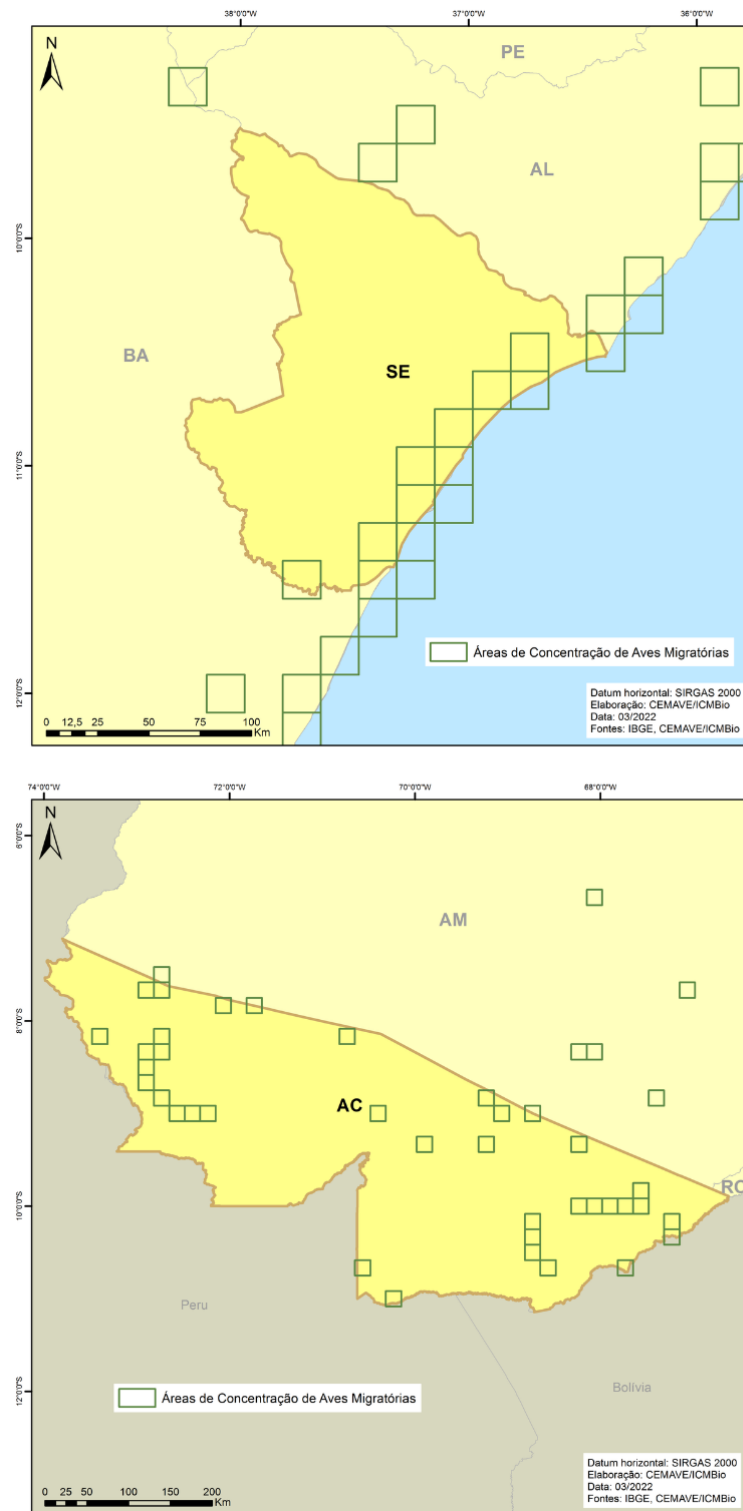 38°0'0"O 37°0'0"O 36°0'0"O
N
PE
AL
10°0'0"S
BA
SE
11°0'0"S
Áreas de Concentração de Aves Migratórias
12°0'0"S
Datum horizontal: SIRGAS 2000
Elaboração: CEMAVE/ICMBio
Data: 03/2022
Fontes: IBGE, CEMAVE/ICMBio
0 12,5 25 50 75 100
Km
74°0'0"O 72°0'0"O 70°0'0"O 68°0'0"O
N
6°0'0"S
AM
8°0'0"S
AC
RO
10°0'0"S
Peru
Bolívia
12°0'0"S
Áreas de Concentração de Aves Migratórias
Datum horizontal: SIRGAS 2000
Elaboração: CEMAVE/ICMBio
Data: 03/2022
Fontes: IBGE, CEMAVE/ICMBio
0 25 50 100 150 200
Km